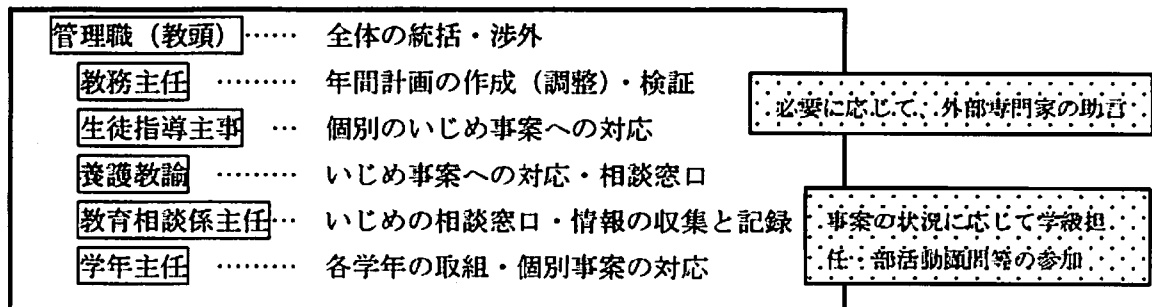 管理職（教頭）…… 全体の統括・渉外
教務主任 ……… 年間計画の作成（調整）・検証
必要に応じて、外部専門家の助言
生徒指導主事 … 個別のいじめ事案への対応
養護教諭 ……… いじめ事案への対応・相談窓口
教育相談係主任… いじめの相談窓口・情報の収集と記録
事案の状況に応じて学級担
任・部活動顧問等の参加
学年主任 ……… 各学年の取組・個別事案の対応